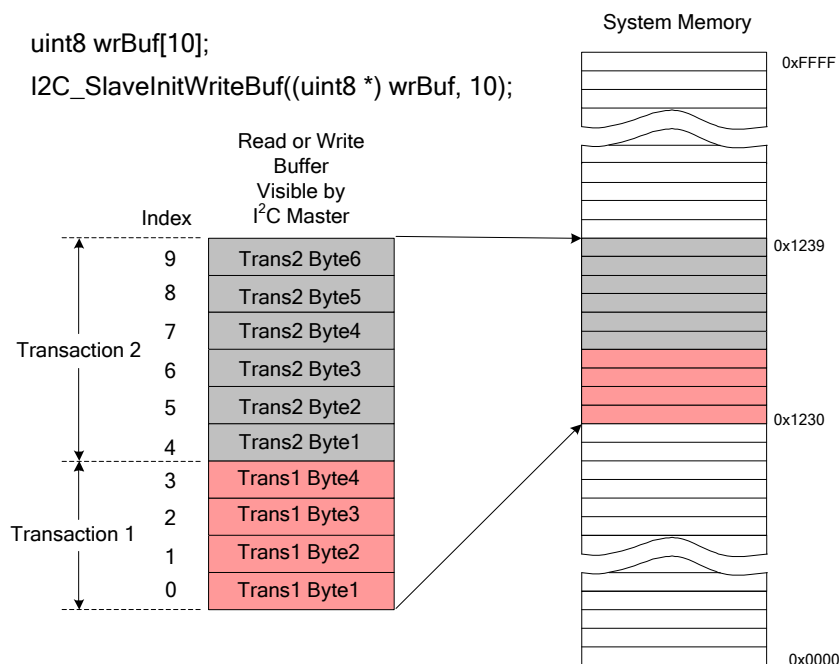 uint8 wrBuf[10];
I2C_SlaveInitWriteBuf((uint8 *) wrBuf, 10);
System Memory
0xFFFF
Read or Write
Buffer
Visible by
I²C Master
Index
9 Trans2 Byte6
8 Trans2 Byte5
7 Trans2 Byte4
6 Trans2 Byte3
5 Trans2 Byte2
4 Trans2 Byte1
3 Trans1 Byte4
2 Trans1 Byte3
1 Trans1 Byte2
0 Trans1 Byte1
Transaction 2
Transaction 1
0x1239
0x1230
0x0000